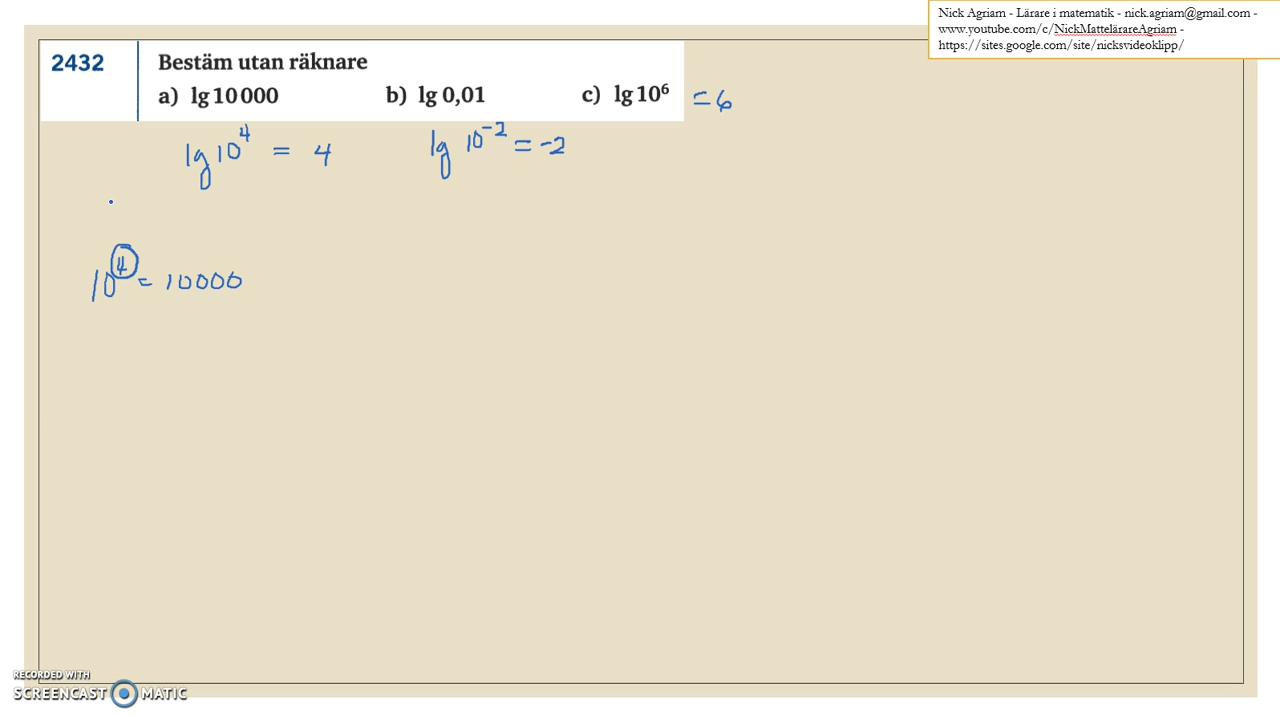 Nick Agriam - Lärare i matematik - nick.agriam@gmail.com -
www.youtube.com/c/NickMattelärareAgriam -
https://sites.google.com/site/nicksvideoklipp/
2432 Bestäm utan räknare
a) lg 10 000 b) lg 0,01 c) lg 10⁶ = 6
lg 10⁴ = 4 lg 10⁻² = -2
10⁴ = 10000
RECORDED WITH
SCREENCAST MATIC